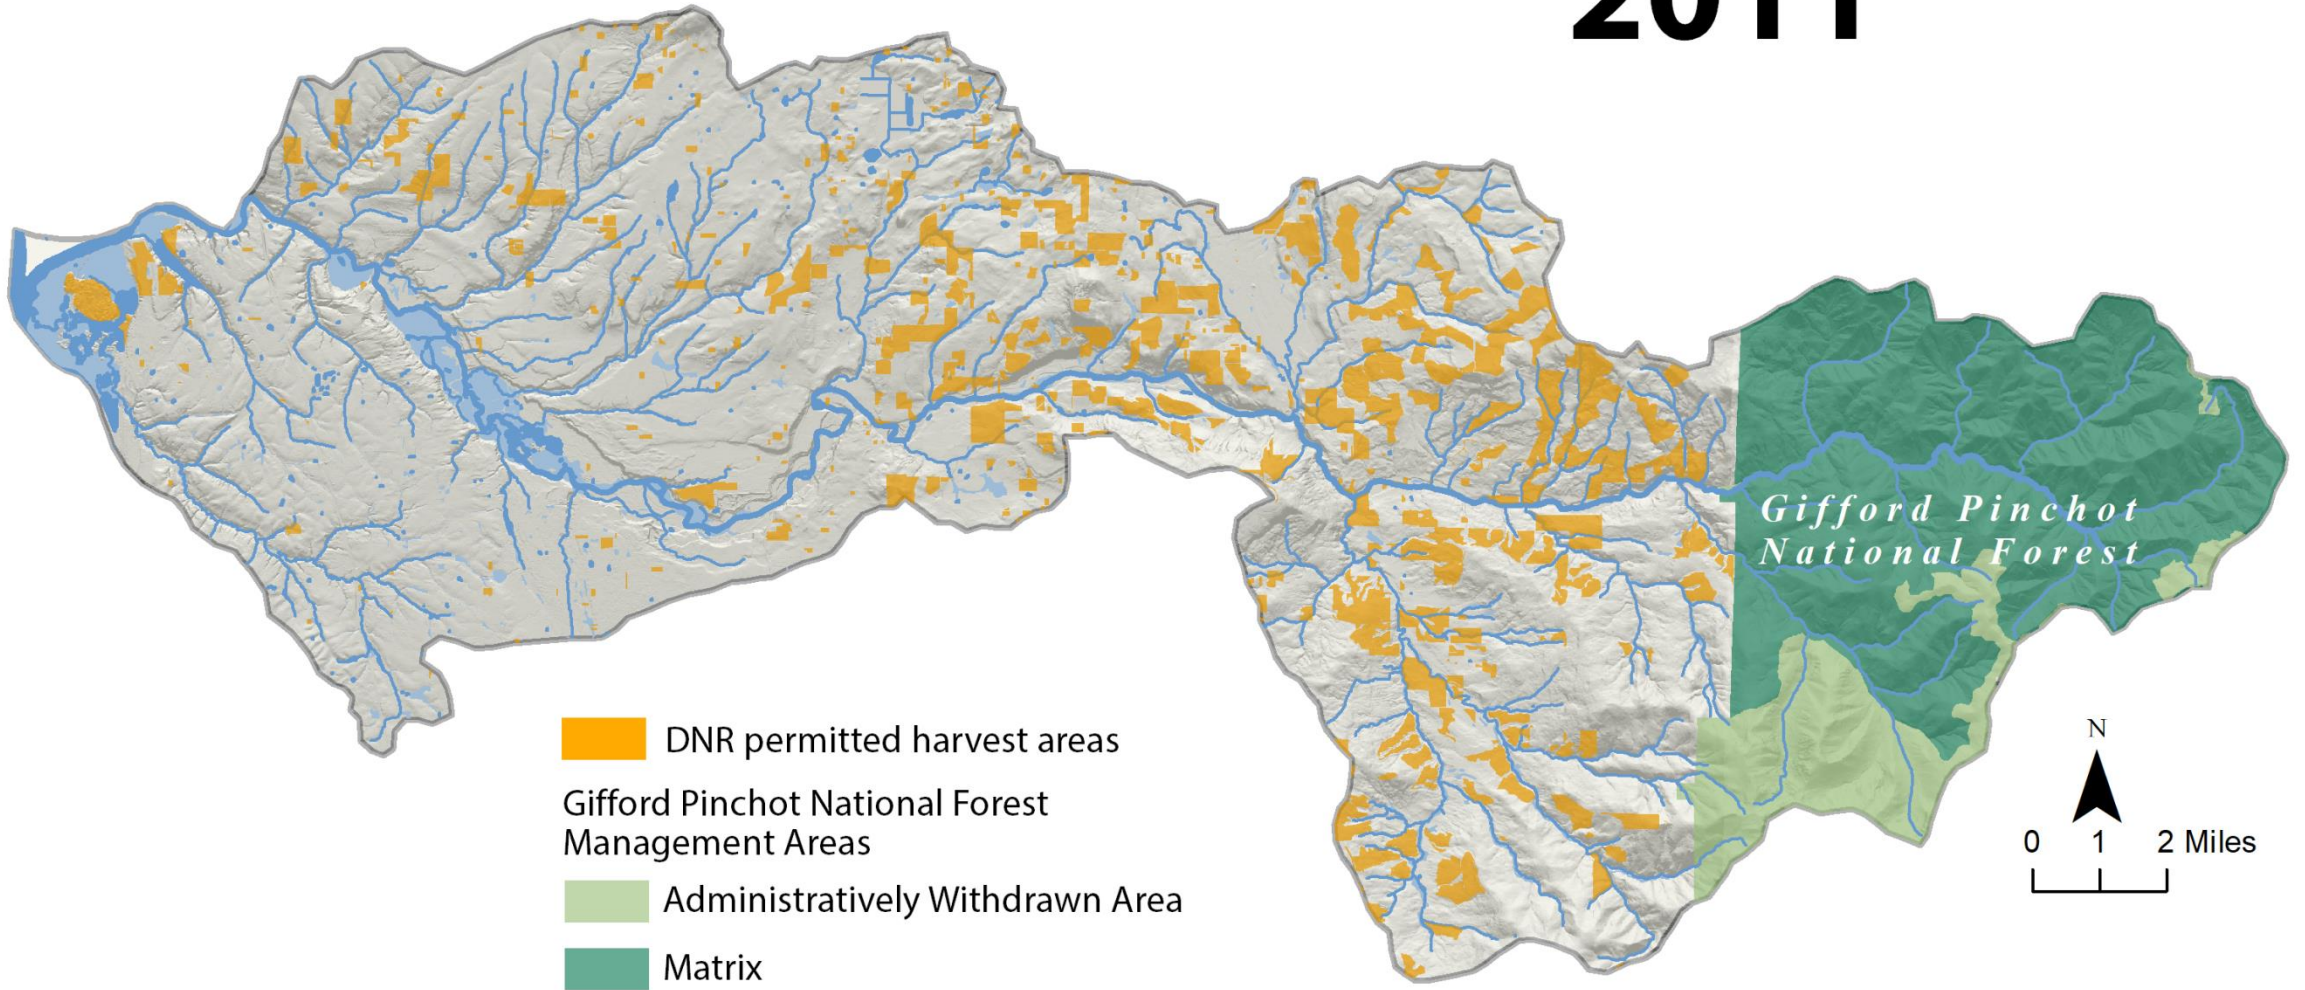 2011
Gifford Pinchot
National Forest
DNR permitted harvest areas
Gifford Pinchot National Forest
Management Areas
Administratively Withdrawn Area
Matrix
N
0 1 2 Miles